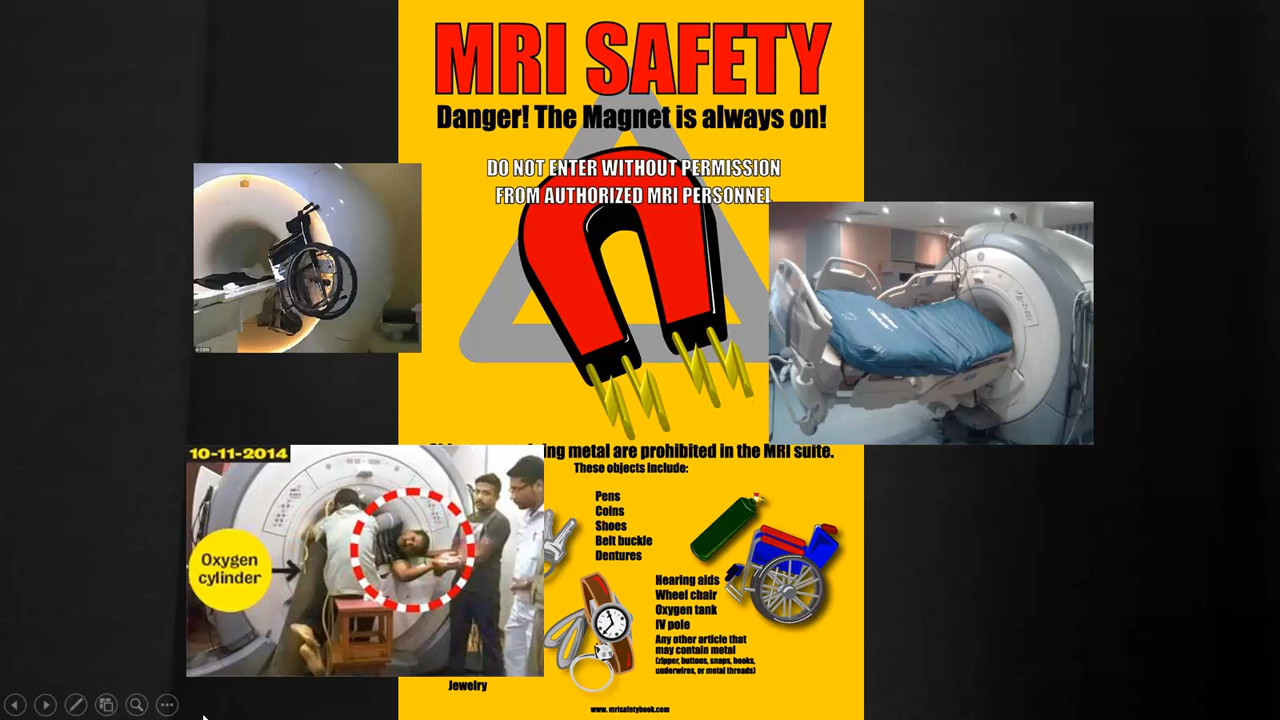 MRI SAFETY
Danger! The Magnet is always on!
DO NOT ENTER WITHOUT PERMISSION
FROM AUTHORIZED MRI PERSONNEL
metal are prohibited in the MRI suite.
These objects include:
10-11-2014
Oxygen
cylinder
Pens
Coins
Shoes
Belt buckle
Dentures
Hearing aids
Wheel chair
Oxygen tank
IV pole
Any other article that
may contain metal
(zipper, buttons, snaps, hooks,
underwires, or metal threads)
Jewelry
www. mrisafetybook.com